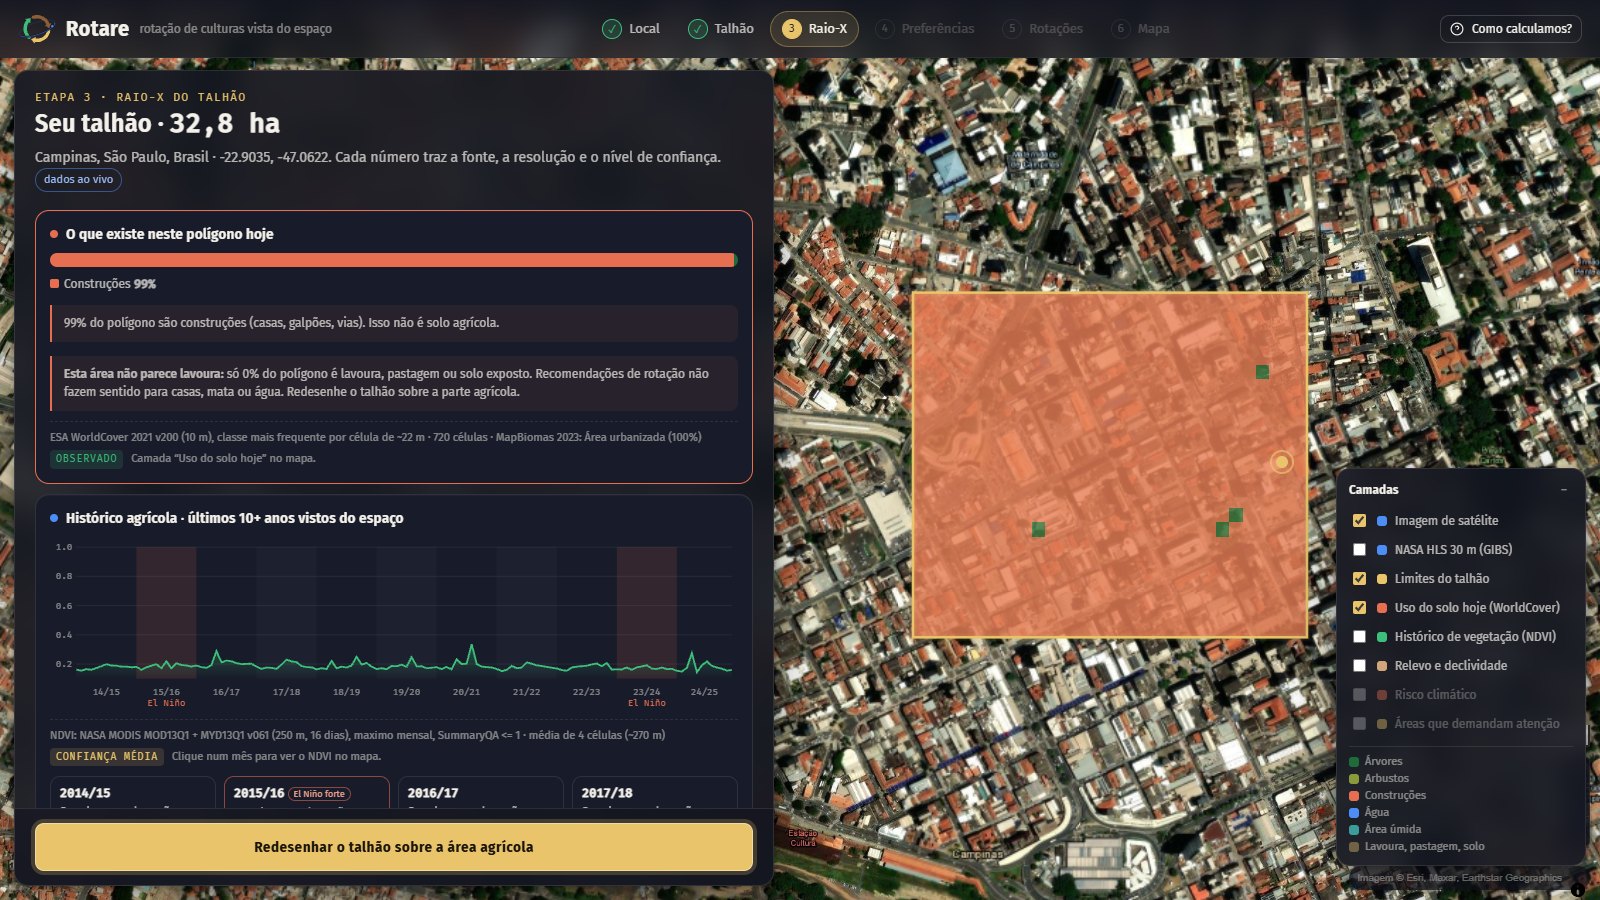 Rotare rotação de culturas vista do espaço
✓ Local
✓ Talhão
3 Raio-X
4 Preferências
5 Rotações
6 Mapa
Como calculamos?
ETAPA 3 · RAIO-X DO TALHÃO
Seu talhão · 32,8 ha
Campinas, São Paulo, Brasil · -22.9035, -47.0622. Cada número traz a fonte, a resolução e o nível de confiança.
dados ao vivo
O que existe neste polígono hoje
Construções 99%
99% do polígono são construções (casas, galpões, vias). Isso não é solo agrícola.
Esta área não parece lavoura: só 0% do polígono é lavoura, pastagem ou solo exposto. Recomendações de rotação não
fazem sentido para casas, mata ou água. Redesenhe o talhão sobre a parte agrícola.
ESA WorldCover 2021 v200 (10 m), classe mais frequente por célula de ~22 m · 720 células · MapBiomas 2023: Área urbanizada (100%)
OBSERVADO Camada “Uso do solo hoje” no mapa.
Histórico agrícola · últimos 10+ anos vistos do espaço
1.0
0.8
0.6
0.4
0.2
14/15 15/16 16/17 17/18 18/19 19/20 20/21 21/22 22/23 23/24 24/25
El Niño El Niño
NDVI: NASA MODIS MOD13Q1 + MYD13Q1 v061 (250 m, 16 dias), maximo mensal, SummaryQA <= 1 · média de 4 células (~270 m)
CONFIANÇA MÉDIA Clique num mês para ver o NDVI no mapa.
2014/15
2015/16 El Niño forte
2016/17
2017/18
Redesenhar o talhão sobre a área agrícola
Camadas –
Imagem de satélite
NASA HLS 30 m (GIBS)
Limites do talhão
Uso do solo hoje (WorldCover)
Histórico de vegetação (NDVI)
Relevo e declividade
Risco climático
Áreas que demandam atenção
Árvores
Arbustos
Construções
Água
Área úmida
Lavoura, pastagem, solo
Estação
Cultura
Campinas
Imagem © Esri, Maxar, Earthstar Geographics